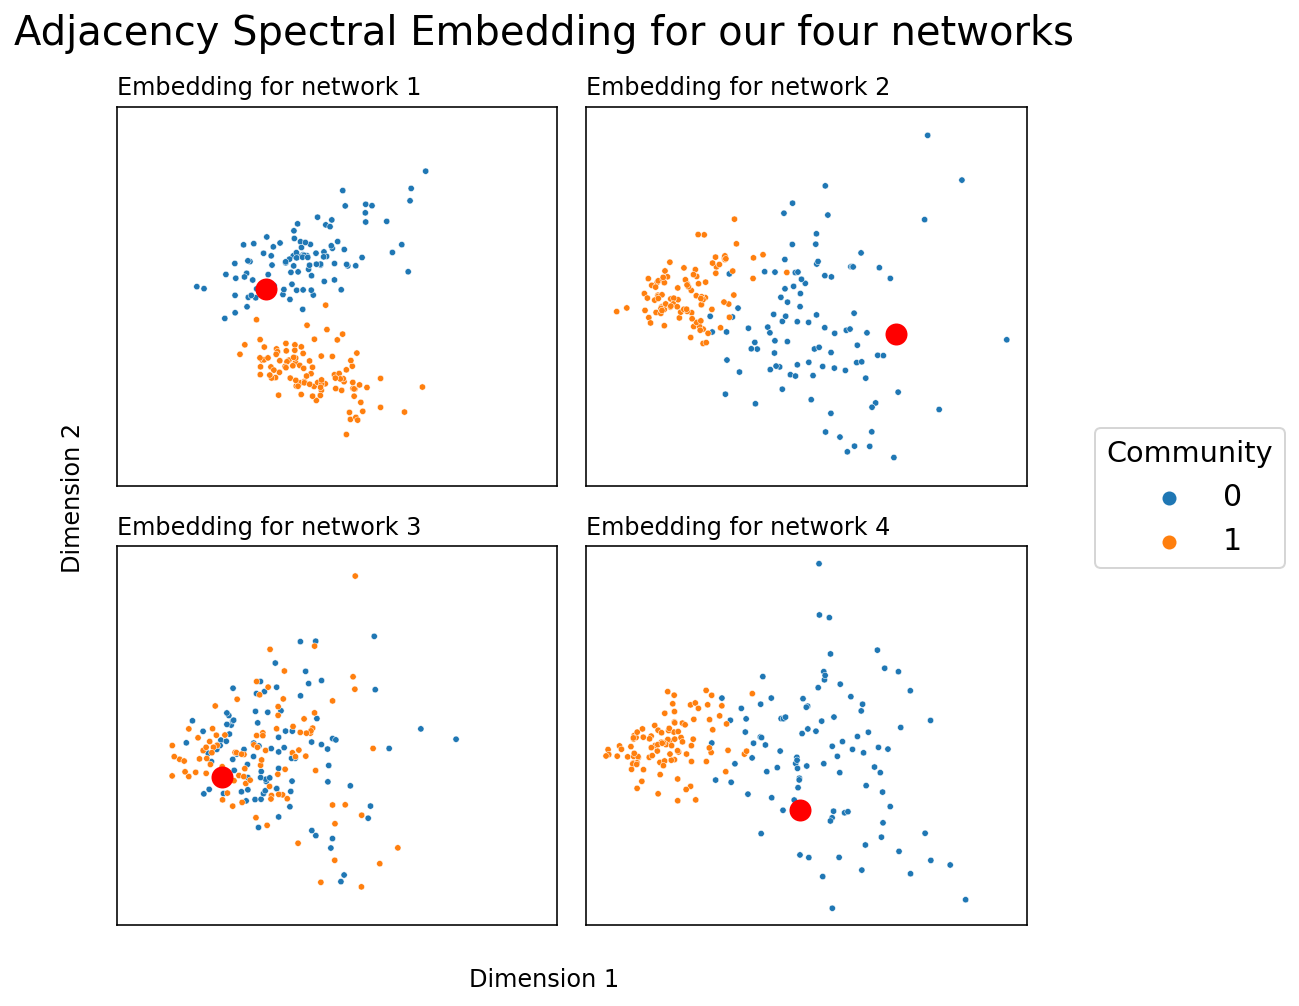 Adjacency Spectral Embedding for our four networks
Embedding for network 1
Embedding for network 2
Dimension 2
Embedding for network 3
Embedding for network 4
Dimension 1
Community
0
1